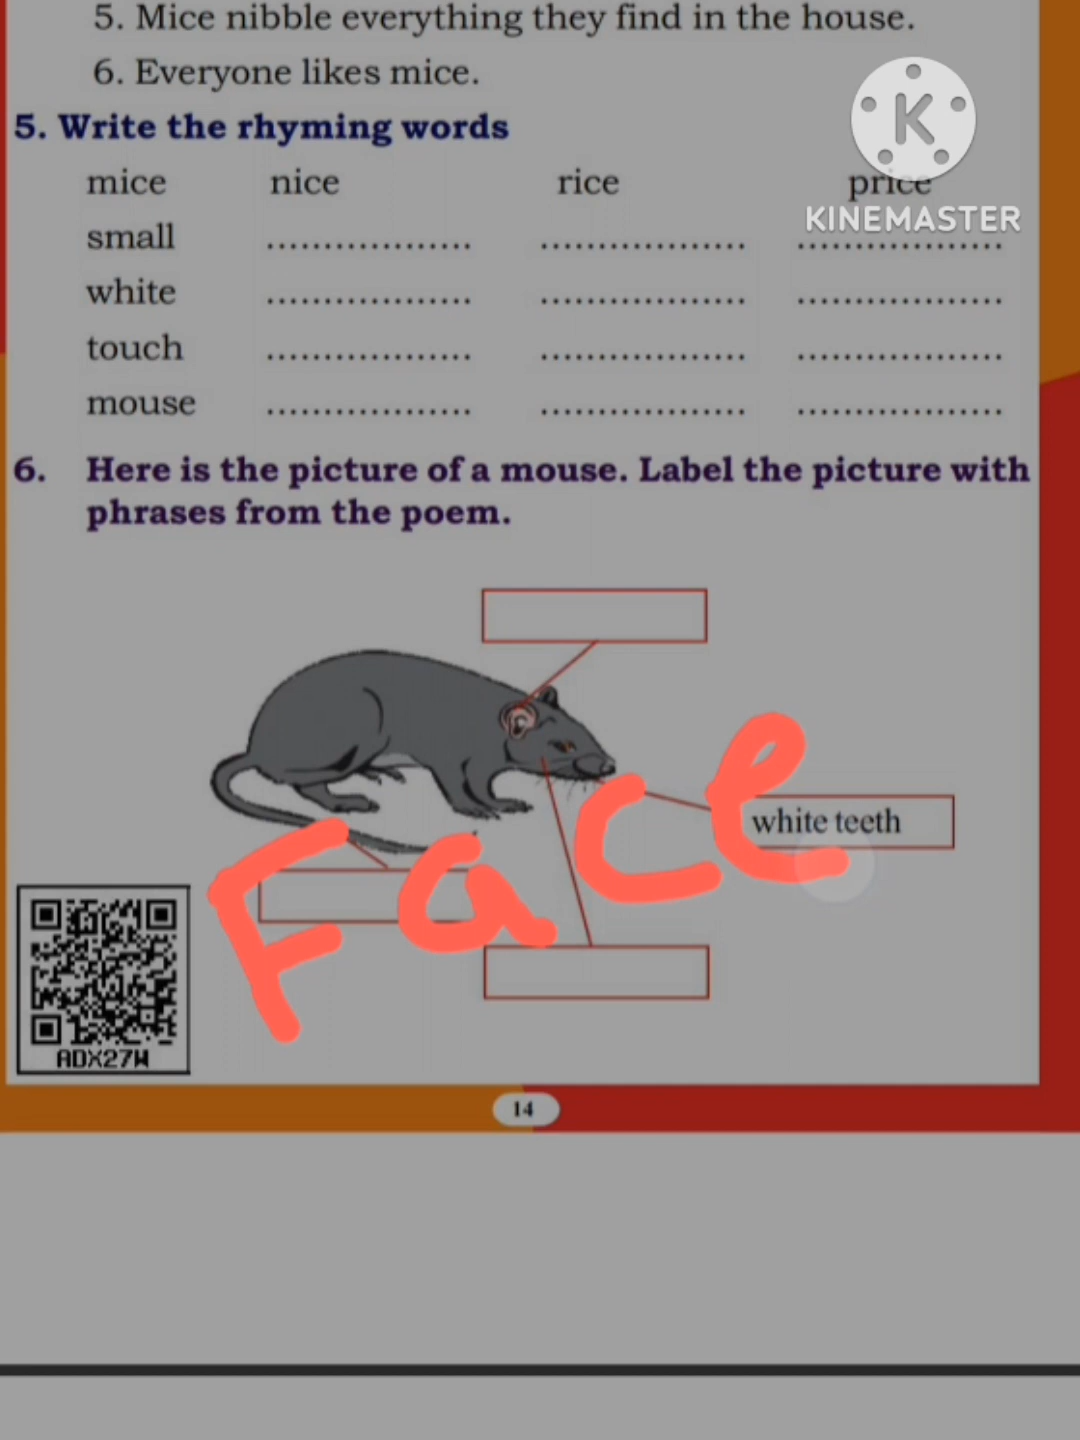 5. Mice nibble everything they find in the house.
6. Everyone likes mice.
KINEMASTER
5. Write the rhyming words
mice nice rice price
small .................. .................. ..................
white .................. .................. ..................
touch .................. .................. ..................
mouse .................. .................. ..................
6. Here is the picture of a mouse. Label the picture with
phrases from the poem.
Face
white teeth
ADX27W
14